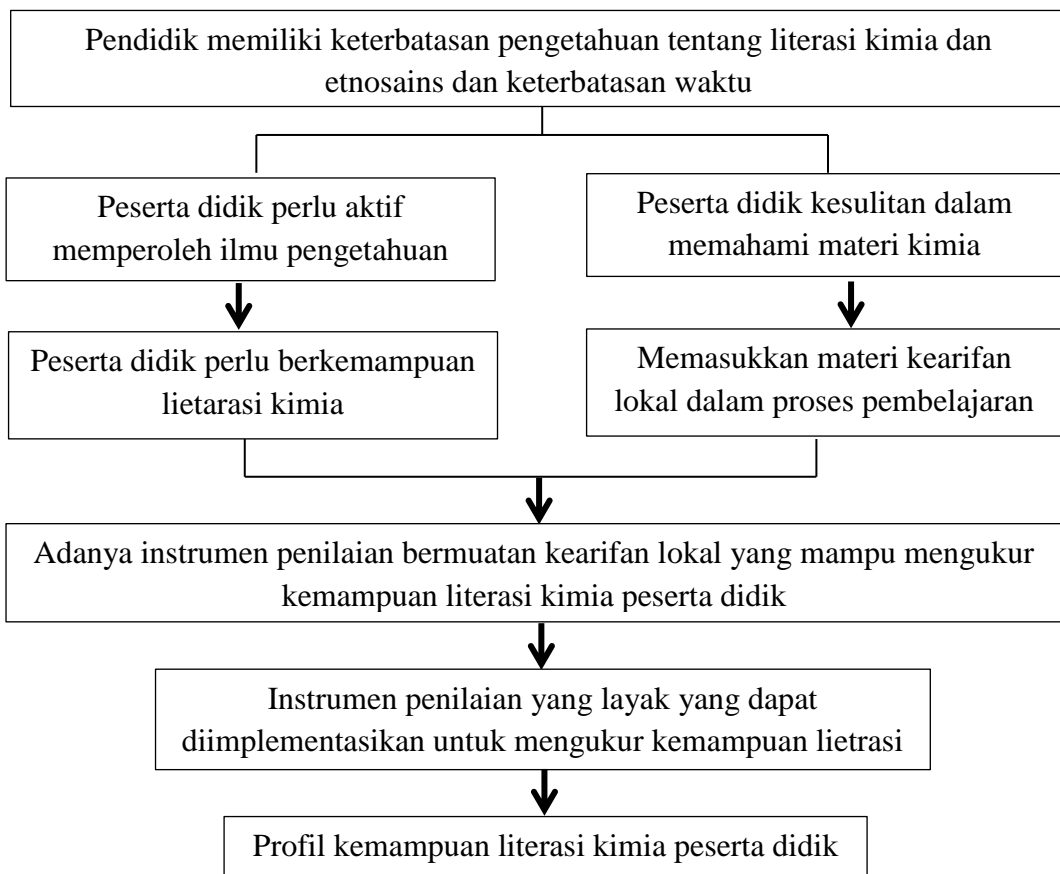 Pendidik memiliki keterbatasan pengetahuan tentang literasi kimia dan
etnosains dan keterbatasan waktu
Peserta didik perlu aktif
memperoleh ilmu pengetahuan
Peserta didik kesulitan dalam
memahami materi kimia
Peserta didik perlu berkemampuan
lietarasi kimia
Memasukkan materi kearifan
lokal dalam proses pembelajaran
Adanya instrumen penilaian bermuatan kearifan lokal yang mampu mengukur
kemampuan literasi kimia peserta didik
Instrumen penilaian yang layak yang dapat
diimplementasikan untuk mengukur kemampuan lietrasi
Profil kemampuan literasi kimia peserta didik